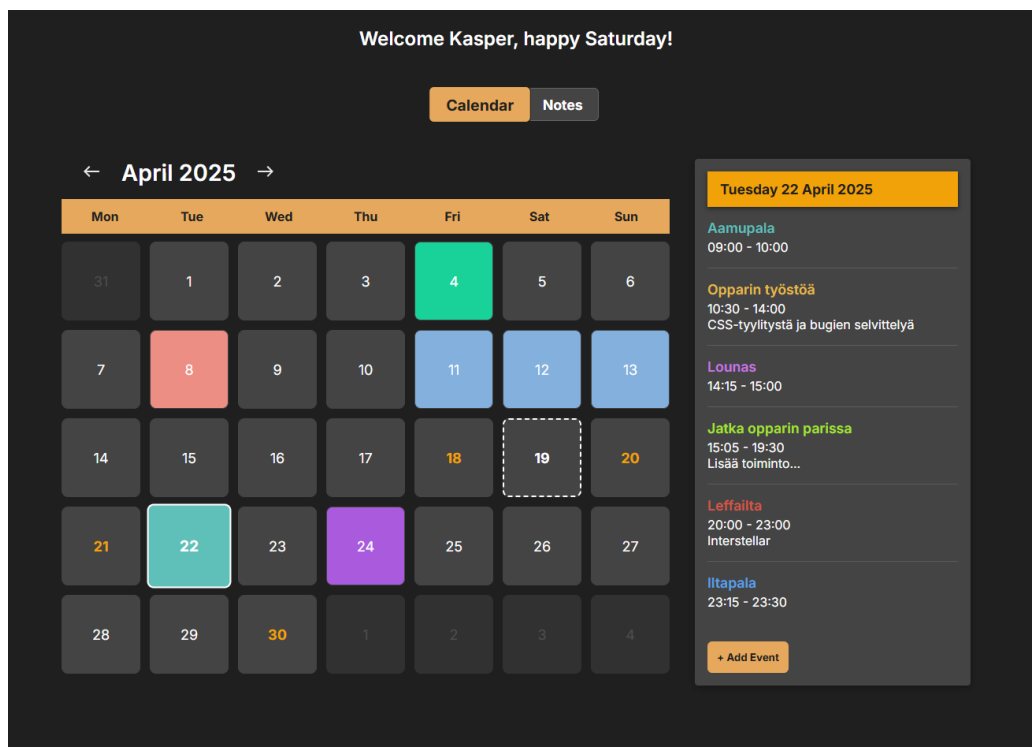 Welcome Kasper, happy Saturday!
Calendar Notes
← April 2025 →
Mon Tue Wed Thu Fri Sat Sun
31 1 2 3 4 5 6
7 8 9 10 11 12 13
14 15 16 17 18 19 20
21 22 23 24 25 26 27
28 29 30 1 2 3 4
Tuesday 22 April 2025
Aamupala
09:00 - 10:00
Opparin työstöä
10:30 - 14:00
CSS-tyylitystä ja bugien selvittelyä
Lounas
14:15 - 15:00
Jatka opparin parissa
15:05 - 19:30
Lisää toiminto...
Leffailta
20:00 - 23:00
Interstellar
Iltapala
23:15 - 23:30
+ Add Event